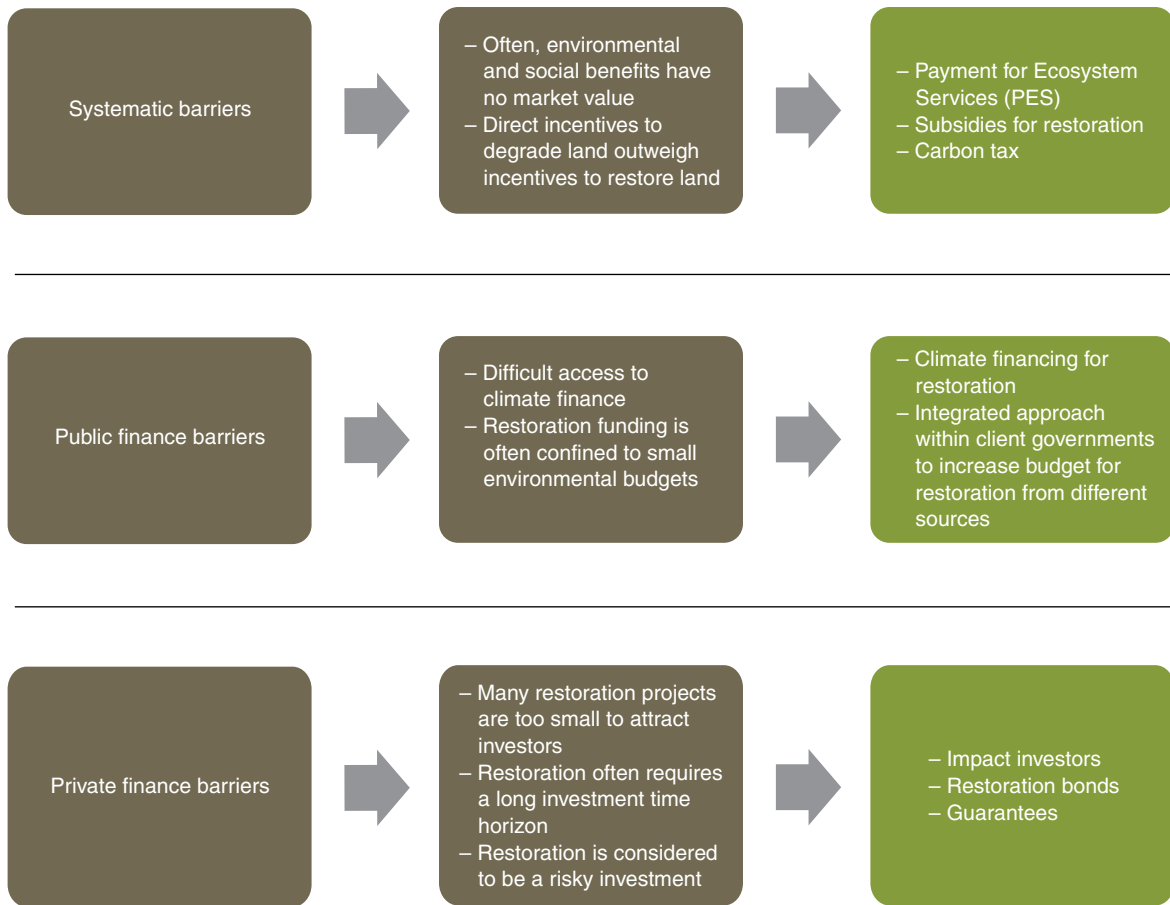 Systematic barriers
– Often, environmental
and social benefits have
no market value
– Direct incentives to
degrade land outweigh
incentives to restore land
– Payment for Ecosystem
Services (PES)
– Subsidies for restoration
– Carbon tax
Public finance barriers
– Difficult access to
climate finance
– Restoration funding is
often confined to small
environmental budgets
– Climate financing for
restoration
– Integrated approach
within client governments
to increase budget for
restoration from different
sources
Private finance barriers
– Many restoration projects
are too small to attract
investors
– Restoration often requires
a long investment time
horizon
– Restoration is considered
to be a risky investment
– Impact investors
– Restoration bonds
– Guarantees